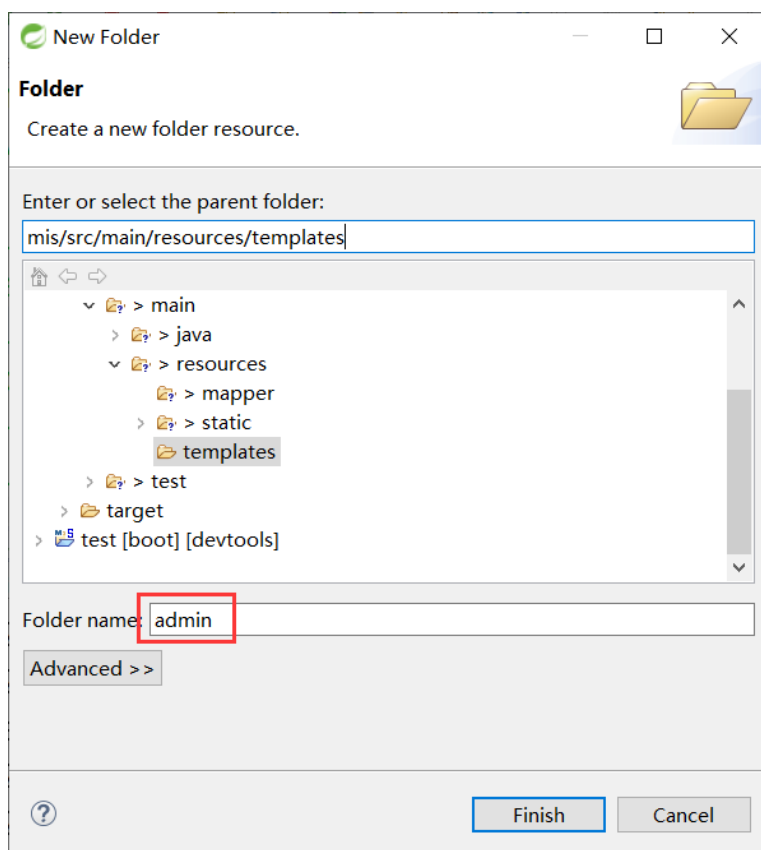 New Folder
Folder
Create a new folder resource.
Enter or select the parent folder:
mis/src/main/resources/templates
> main
> java
> resources
> mapper
> static
templates
> test
target
test [boot] [devtools]
Folder name: admin
Advanced >>
Finish Cancel